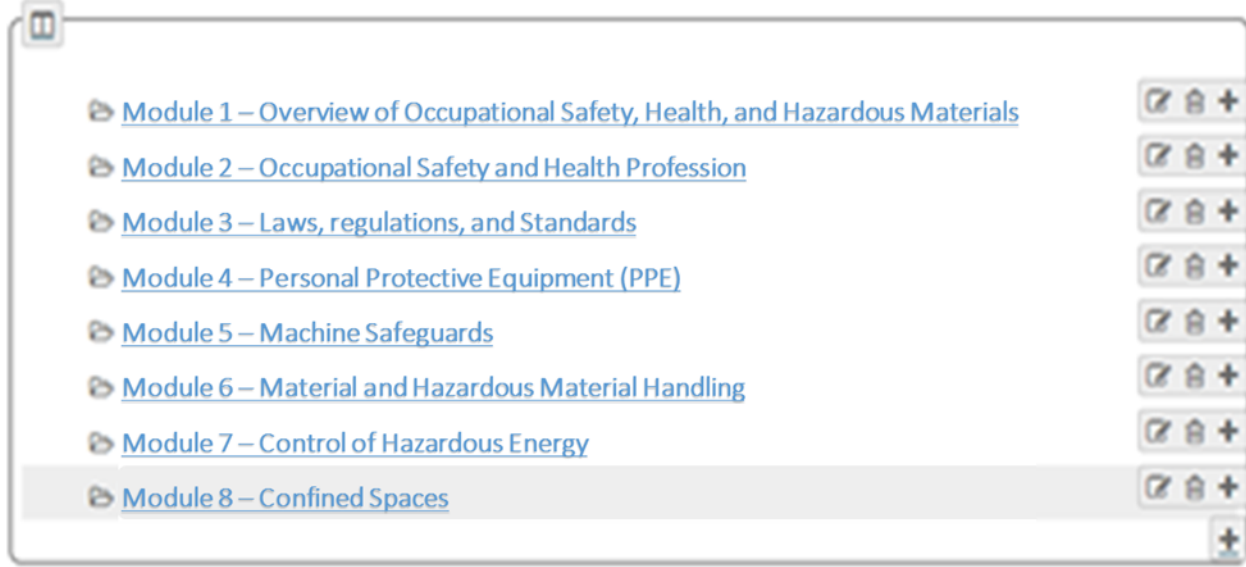 Module 1 – Overview of Occupational Safety, Health, and Hazardous Materials
Module 2 – Occupational Safety and Health Profession
Module 3 – Laws, regulations, and Standards
Module 4 – Personal Protective Equipment (PPE)
Module 5 – Machine Safeguards
Module 6 – Material and Hazardous Material Handling
Module 7 – Control of Hazardous Energy
Module 8 – Confined Spaces